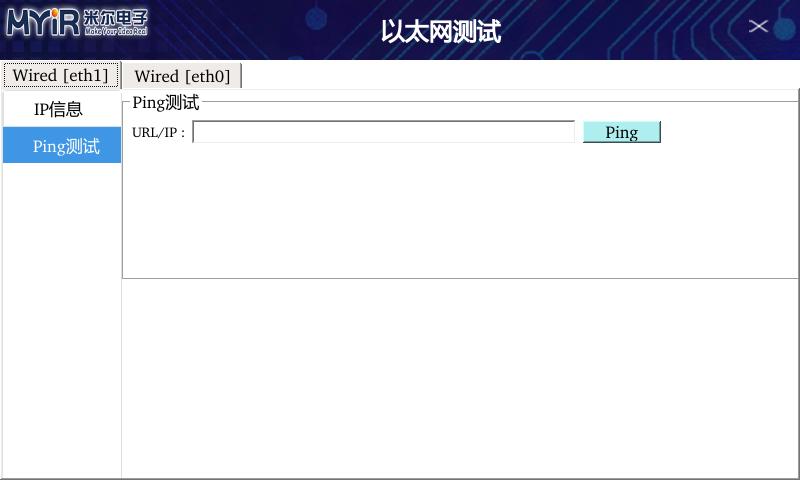 MYiR 米尔电子
Make Your Idea Real
以太网测试
Wired [eth1]
Wired [eth0]
IP信息
Ping测试
Ping测试
URL/IP :
Ping